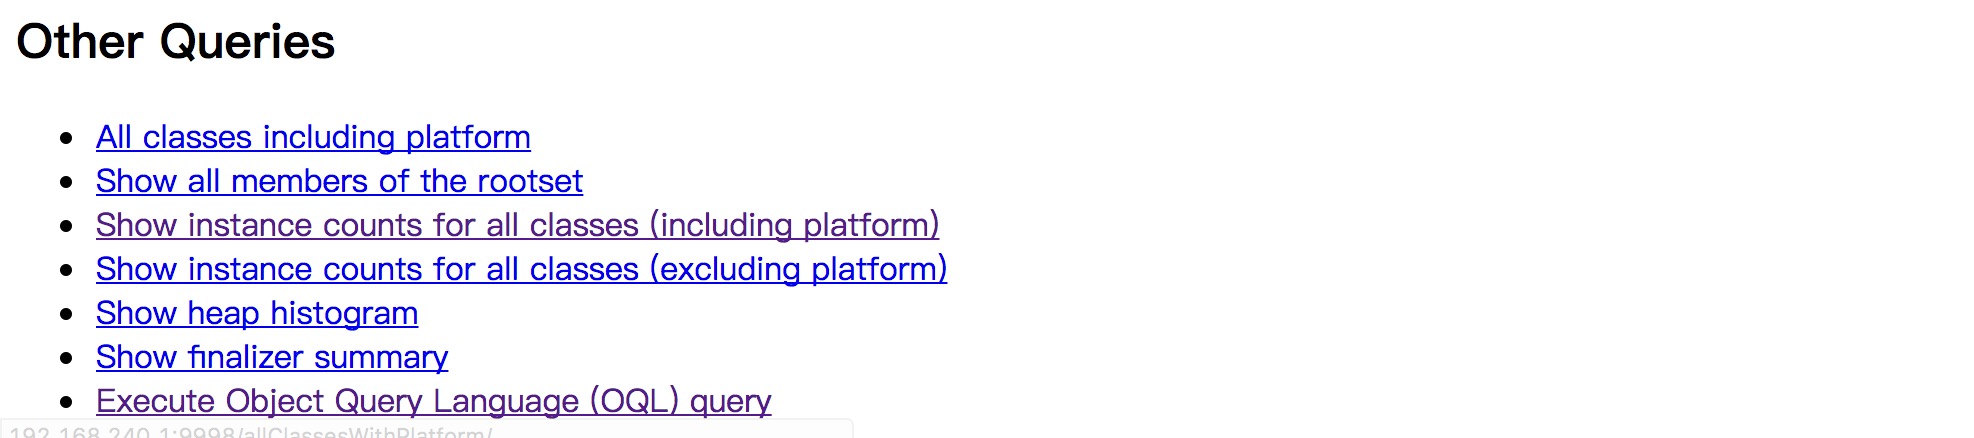 Other Queries
All classes including platform
Show all members of the rootset
Show instance counts for all classes (including platform)
Show instance counts for all classes (excluding platform)
Show heap histogram
Show finalizer summary
Execute Object Query Language (OQL) query
192.168.240.1:9998/allClassesWithPlatform/